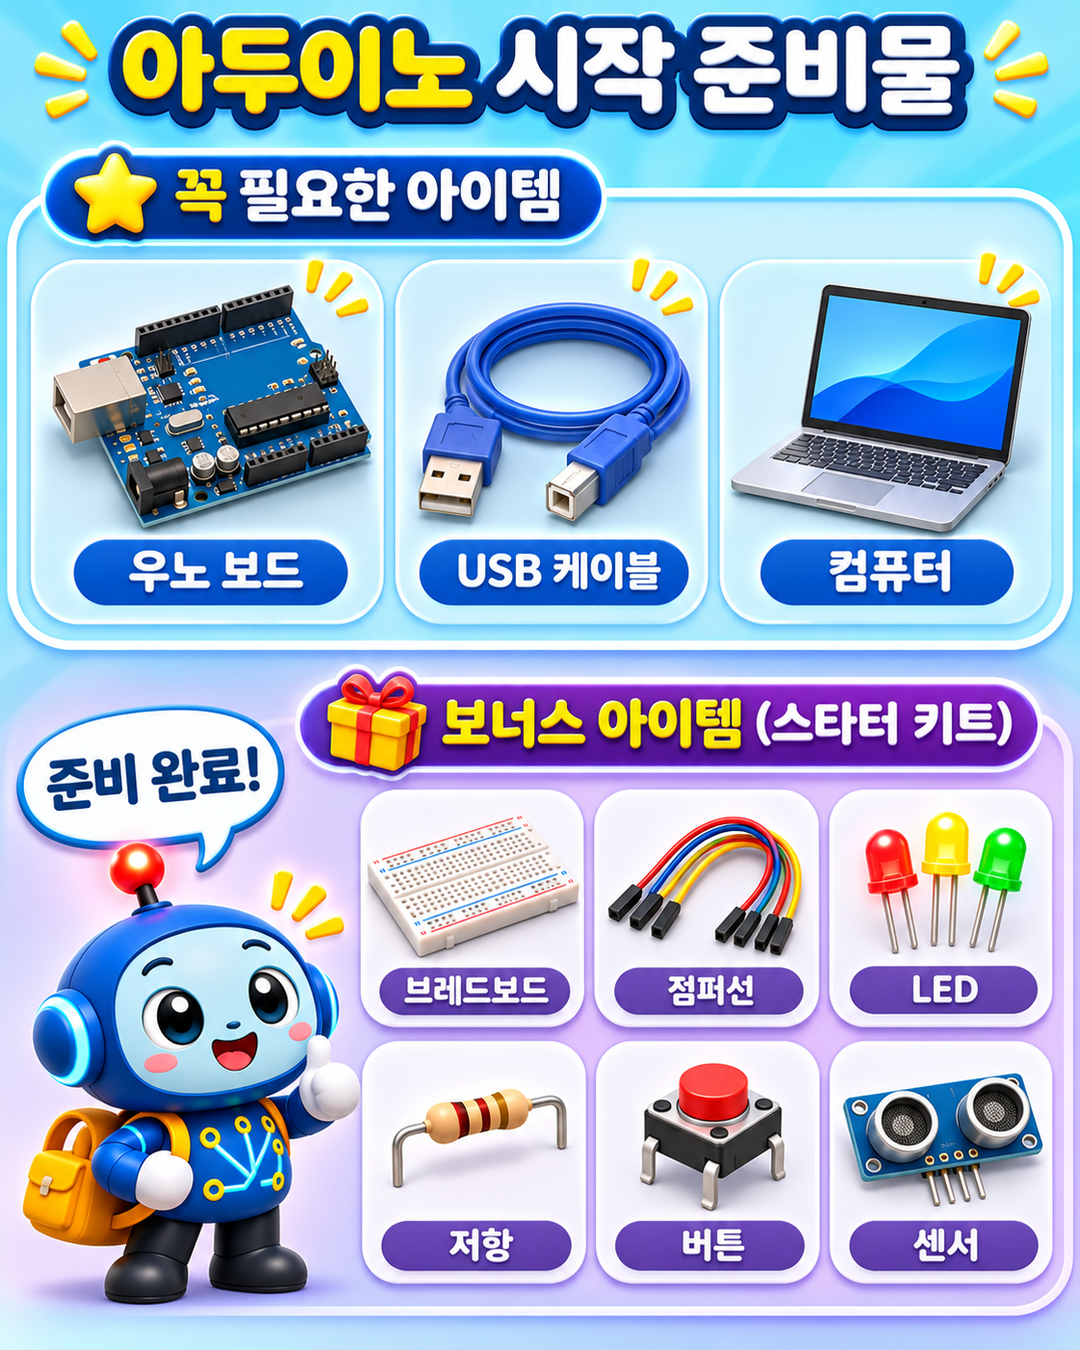 아두이노 시작 준비물
꼭 필요한 아이템
우노 보드
USB 케이블
컴퓨터
보너스 아이템 (스타터 키트)
준비 완료!
브레드보드
점퍼선
LED
저항
버튼
센서